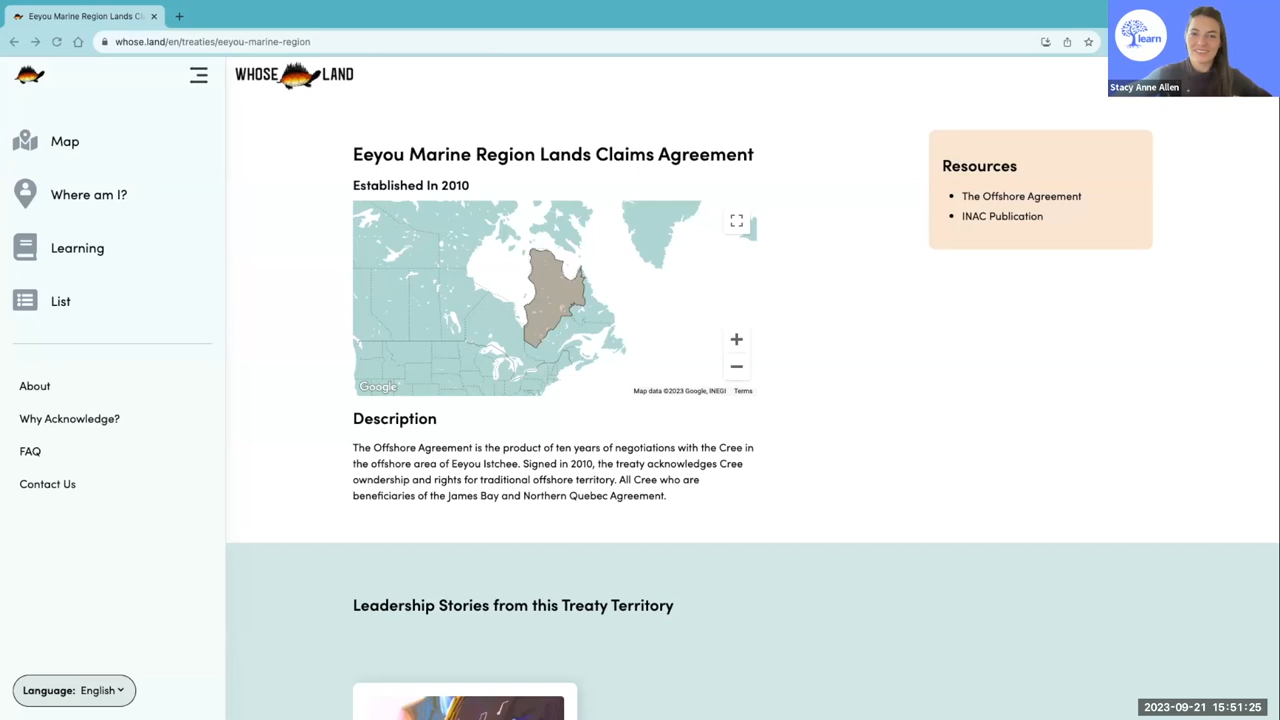 Eeyou Marine Region Lands Cl
whose.land/en/treaties/eeyou-marine-region
learn
Stacy Anne Allen
WHOSE LAND
Map
Where am I?
Learning
List
About
Why Acknowledge?
FAQ
Contact Us
Language: English
Eeyou Marine Region Lands Claims Agreement
Established In 2010
Google
Map data ©2023 Google, INEGI Terms
Description
The Offshore Agreement is the product of ten years of negotiations with the Cree in
the offshore area of Eeyou Istchee. Signed in 2010, the treaty acknowledges Cree
owndership and rights for traditional offshore territory. All Cree who are
beneficiaries of the James Bay and Northern Quebec Agreement.
Resources
The Offshore Agreement
INAC Publication
Leadership Stories from this Treaty Territory
2023-09-21 15:51:25